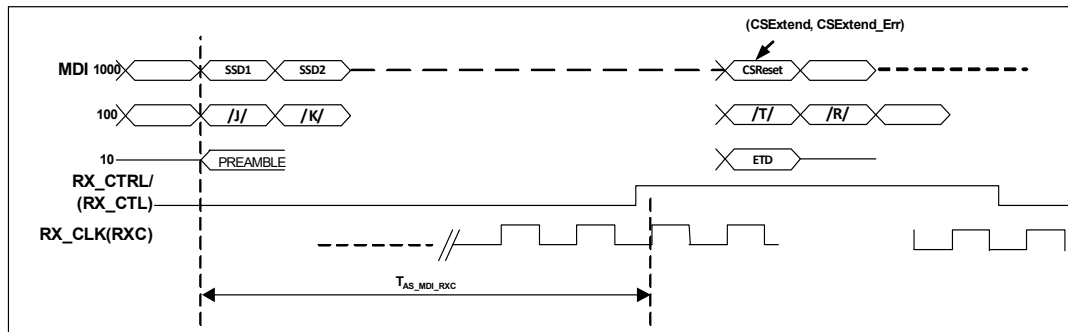 (CSExtend, CSExtend_Err)
MDI 1000 SSD1 SSD2 CSReset
100 /J/ /K/ /T/ /R/
10 PREAMBLE ETD
RX_CTRL/
(RX_CTL)
RX_CLK(RXC)
TAS_MDI_RXC